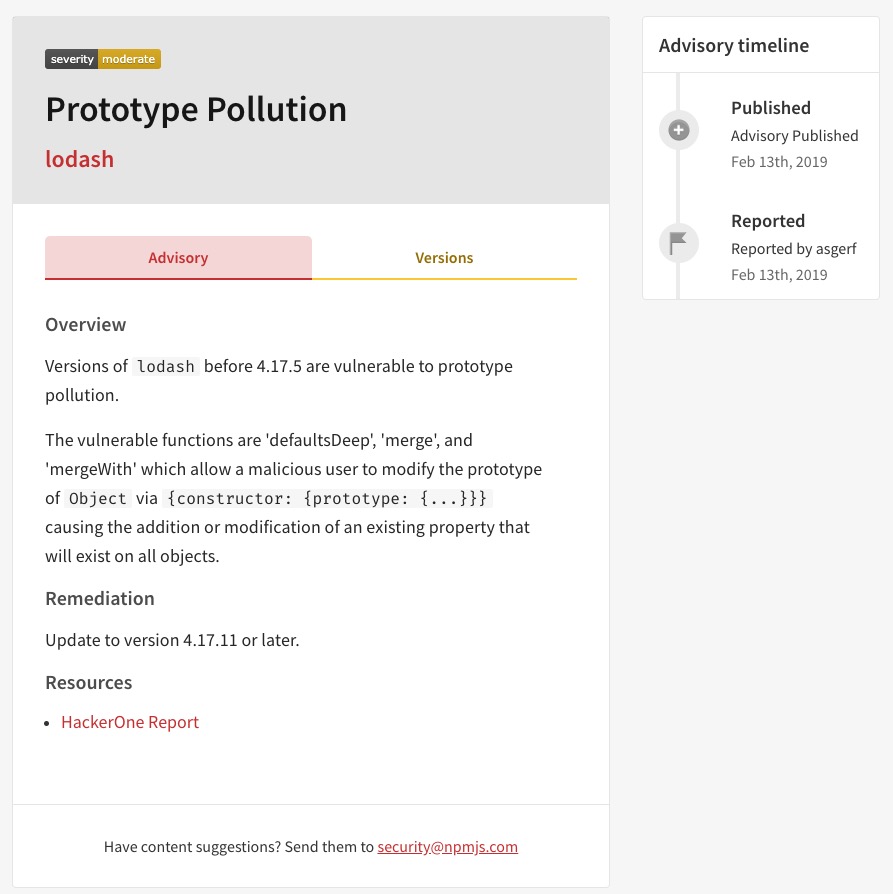 severity moderate
Prototype Pollution
lodash
Advisory
Versions
Overview
Versions of lodash before 4.17.5 are vulnerable to prototype
pollution.
The vulnerable functions are 'defaultsDeep', 'merge', and
'mergeWith' which allow a malicious user to modify the prototype
of Object via {constructor: {prototype: {...}}}
causing the addition or modification of an existing property that
will exist on all objects.
Remediation
Update to version 4.17.11 or later.
Resources
• HackerOne Report
Have content suggestions? Send them to security@npmjs.com
Advisory timeline
Published
Advisory Published
Feb 13th, 2019
Reported
Reported by asgerf
Feb 13th, 2019